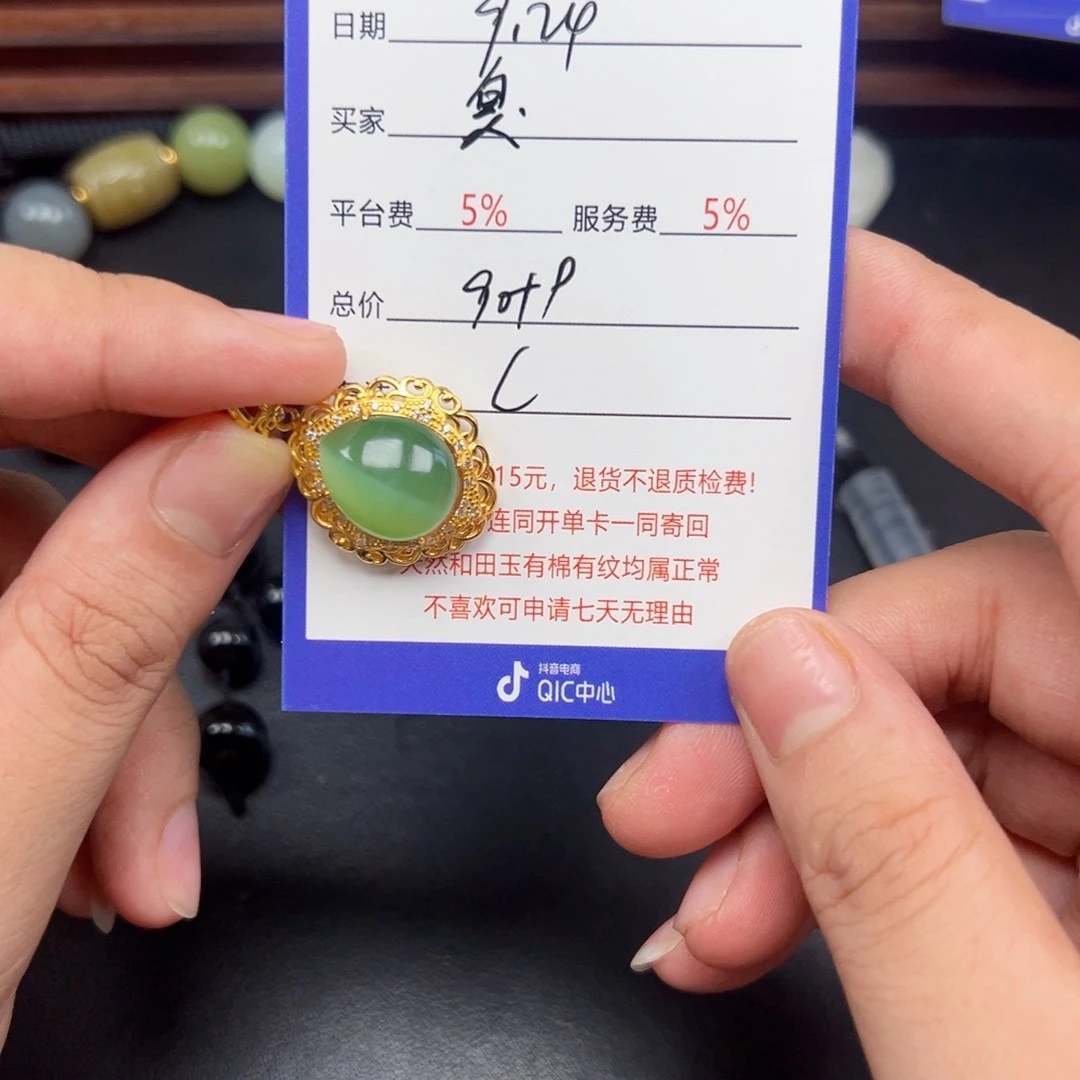 日期 9.24
买家
平台费 5% 服务费 5%
总价
15元，退货不退质检费!
连同开单卡一同寄回
天然和田玉有棉有纹均属正常
不喜欢可申请七天无理由
抖音电商
QIC中心